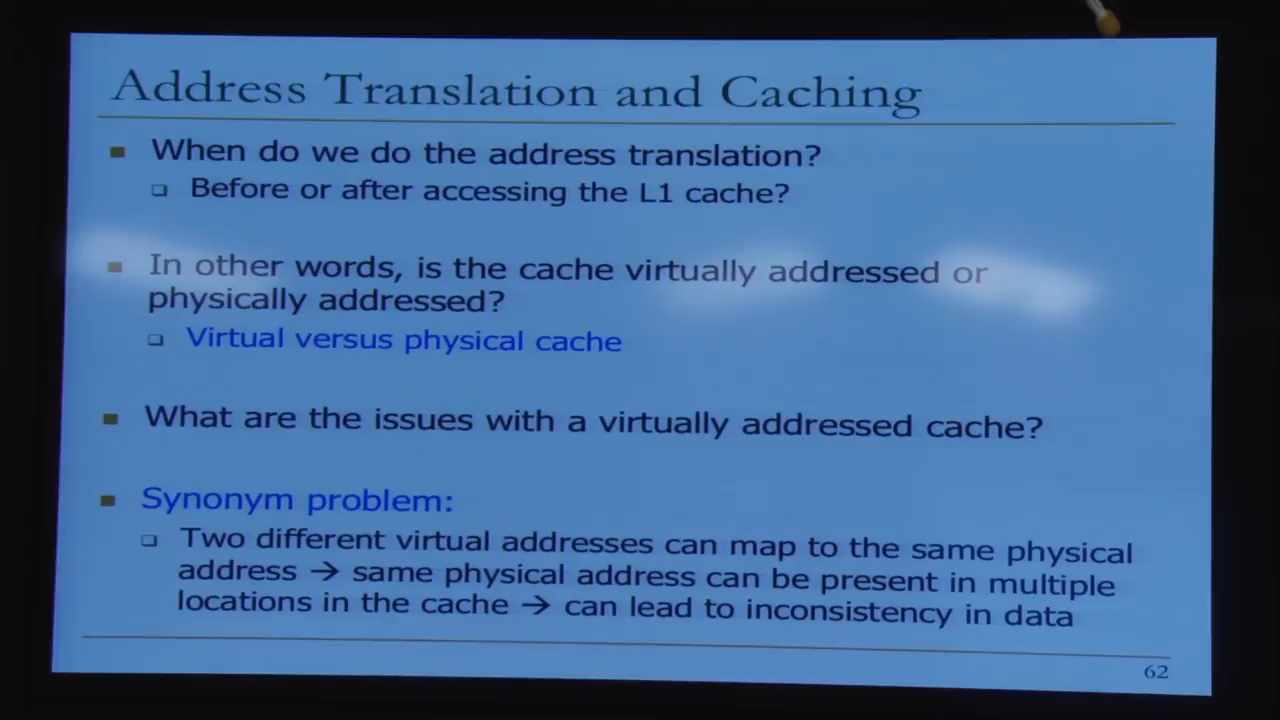 Address Translation and Caching
When do we do the address translation?
Before or after accessing the L1 cache?
In other words, is the cache virtually addressed or
physically addressed?
Virtual versus physical cache
What are the issues with a virtually addressed cache?
Synonym problem:
Two different virtual addresses can map to the same physical
address → same physical address can be present in multiple
locations in the cache → can lead to inconsistency in data
62